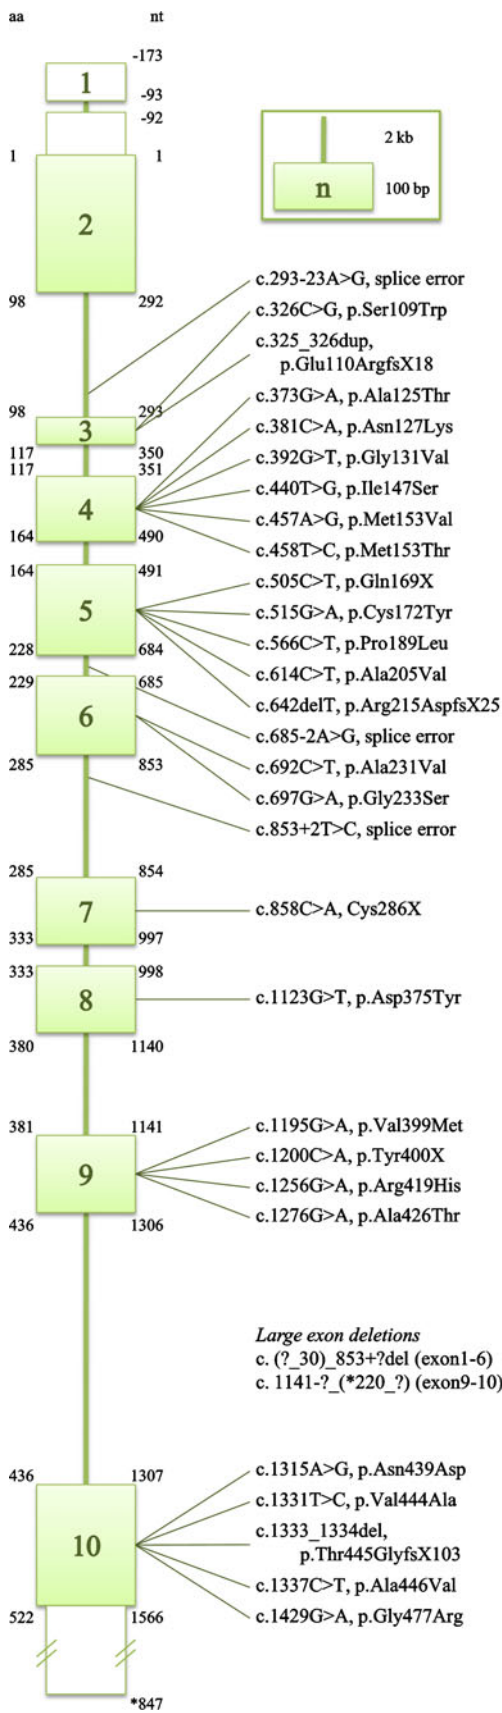 aa nt
-173
1
-93
-92
1 1
2 kb
n
100 bp
2
98 292
c.293-23A>G, splice error
c.326C>G, p.Ser109Trp
c.325_326dup,
p.Glu110ArgfsX18
98 293
3
117 350
117 351
4
164 490
c.373G>A, p.Ala125Thr
c.381C>A, p.Asn127Lys
c.392G>T, p.Gly131Val
c.440T>G, p.Ile147Ser
c.457A>G, p.Met153Val
c.458T>C, p.Met153Thr
164 491
5
228 684
c.505C>T, p.Gln169X
c.515G>A, p.Cys172Tyr
c.566C>T, p.Pro189Leu
c.614C>T, p.Ala205Val
c.642delT, p.Arg215AspfsX25
c.685-2A>G, splice error
229 685
6
285 853
c.692C>T, p.Ala231Val
c.697G>A, p.Gly233Ser
c.853+2T>C, splice error
285 854
7
333 997
c.858C>A, Cys286X
333 998
8
380 1140
c.1123G>T, p.Asp375Tyr
381 1141
9
436 1306
c.1195G>A, p.Val399Met
c.1200C>A, p.Tyr400X
c.1256G>A, p.Arg419His
c.1276G>A, p.Ala426Thr
Large exon deletions
c. (?_30)_853+?del (exon1-6)
c. 1141-?_(*220_?) (exon9-10)
436 1307
10
522 1566
c.1315A>G, p.Asn439Asp
c.1331T>C, p.Val444Ala
c.1333_1334del,
p.Thr445GlyfsX103
c.1337C>T, p.Ala446Val
c.1429G>A, p.Gly477Arg
*847